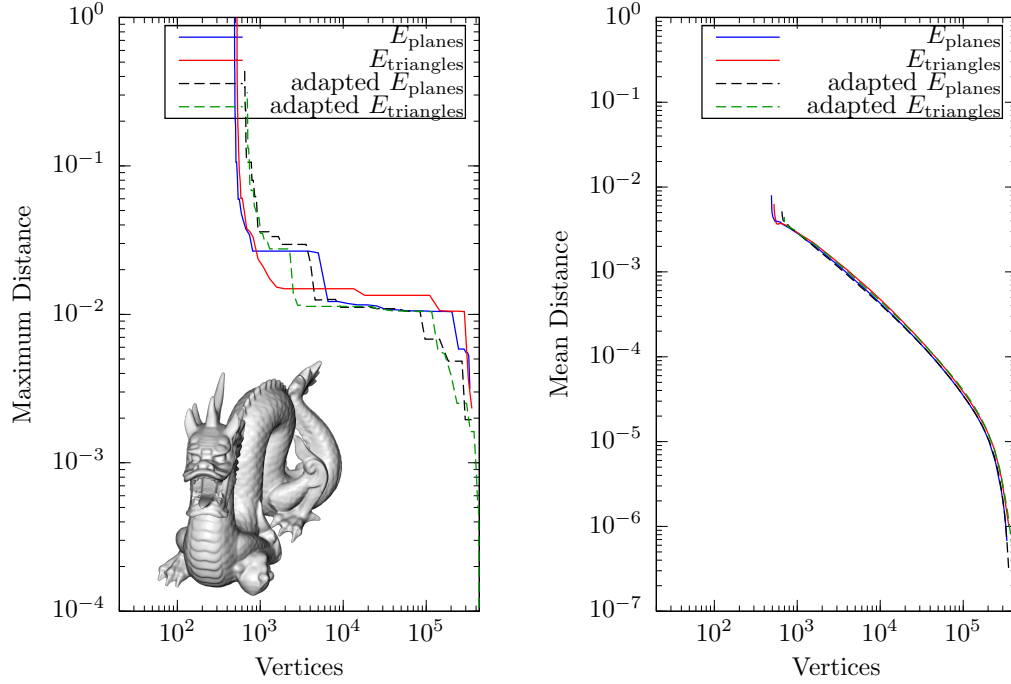 10^0
10^-1
10^-2
10^-3
10^-4
Maximum Distance
10^2 10^3 10^4 10^5
Vertices
E_planes
E_triangles
adapted E_planes
adapted E_triangles
10^0
10^-1
10^-2
10^-3
10^-4
10^-5
10^-6
10^-7
Mean Distance
10^2 10^3 10^4 10^5
Vertices
E_planes
E_triangles
adapted E_planes
adapted E_triangles